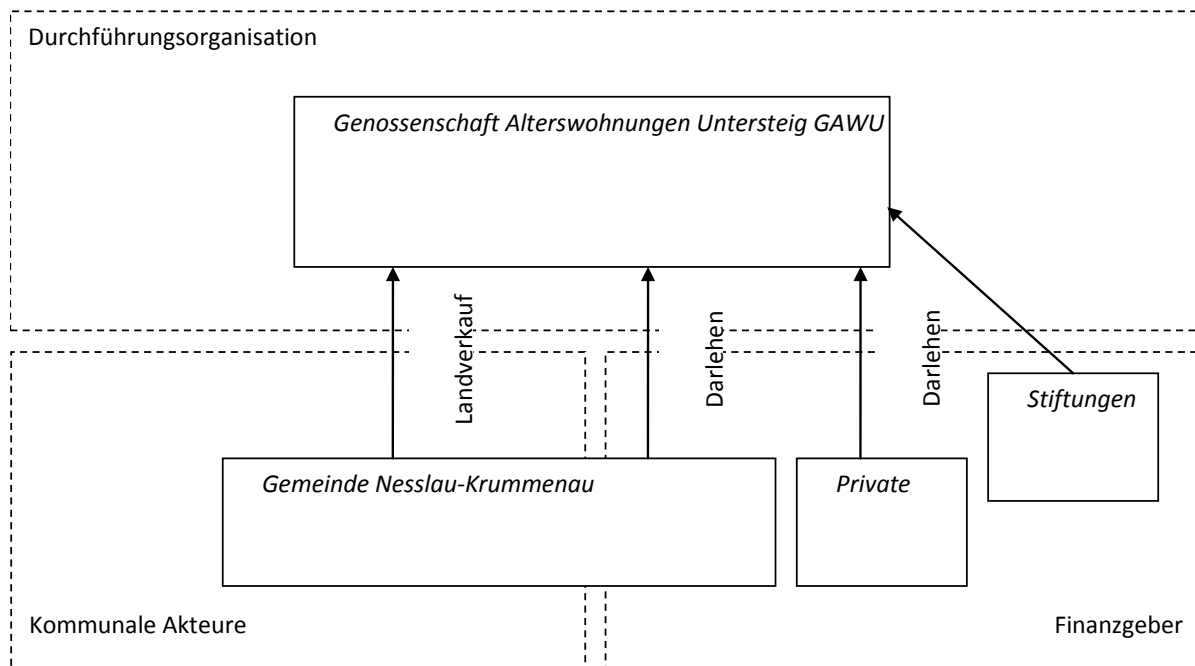 Durchführungsorganisation
Genossenschaft Alterswohnungen Untersteig GAWU
Landverkauf
Darlehen
Darlehen
Stiftungen
Gemeinde Nesslau-Krummenau
Private
Kommunale Akteure
Finanzgeber